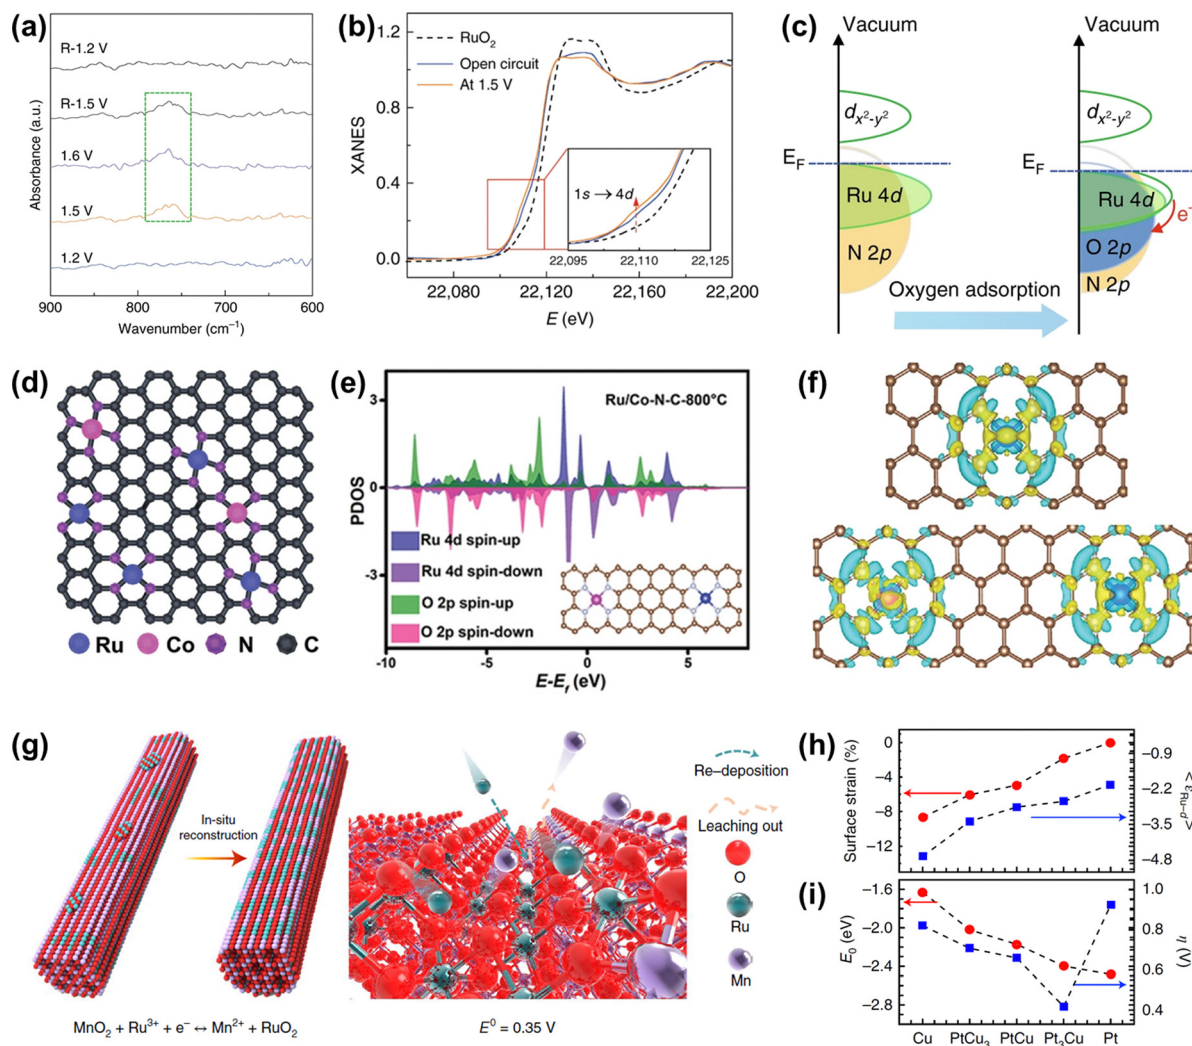 (a)
R-1.2 V
R-1.5 V
1.6 V
1.5 V
1.2 V
Absorbance (a.u.)
900 800 700 600
Wavenumber (cm⁻¹)
(b)
RuO₂
Open circuit
At 1.5 V
1s → 4d
22,095 22,110 22,125
XANES
1.2
0.8
0.4
0.0
22,080 22,120 22,160 22,200
E (eV)
(c)
Vacuum Vacuum
dx²-y² dx²-y²
E_F E_F
Ru 4d Ru 4d
e⁻
N 2p O 2p
N 2p
Oxygen adsorption
(d)
Ru Co N C
(e)
Ru/Co-N-C-800°C
PDOS
3
0
-3
Ru 4d spin-up
Ru 4d spin-down
O 2p spin-up
O 2p spin-down
-10 -5 0 5
E-E_f (eV)
(f)
(g)
In-situ
reconstruction
MnO₂ + Ru³⁺ + e⁻ ↔ Mn²⁺ + RuO₂
E⁰ = 0.35 V
Re–deposition
Leaching out
O
Ru
Mn
(h)
Surface strain (%)
0
−4
−8
−12
−0.9
−2.2
−3.5
−4.8
< ε_Ru−d >
(i)
E₀ (eV)
−1.6
−2.0
−2.4
−2.8
1.0
0.8
0.6
0.4
η (V)
Cu PtCu₃ PtCu Pt₃Cu Pt